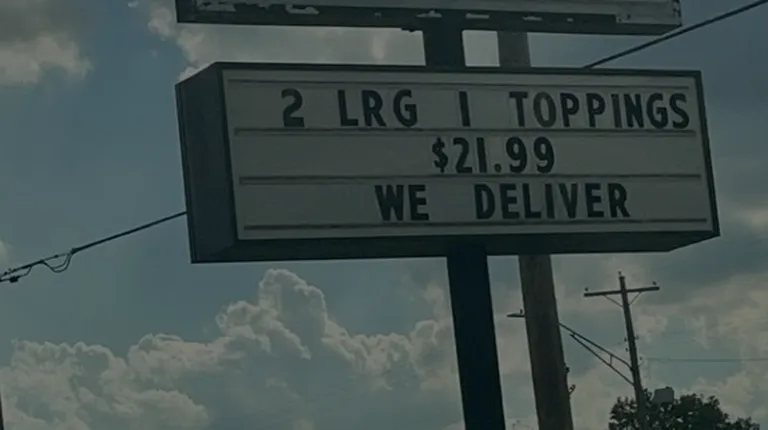 2 LRG 1 TOPPINGS
$21.99
WE DELIVER